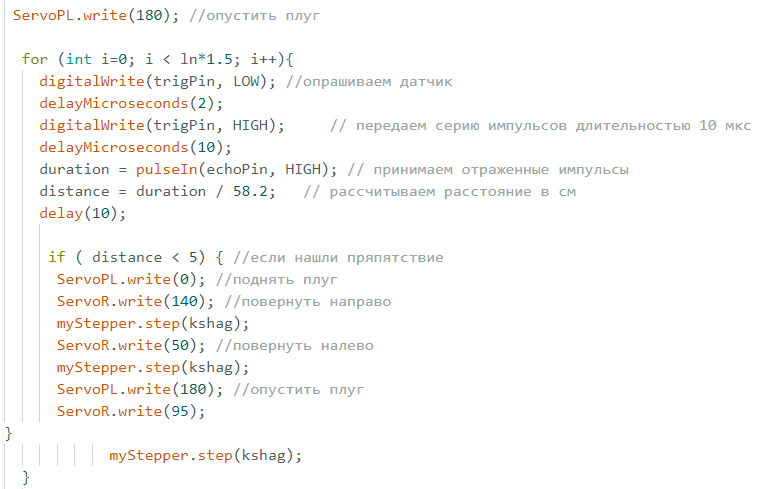 ServoPL.write(180); //опустить плуг
for (int i=0; i < ln*1.5; i++){
digitalWrite(trigPin, LOW); //опрашиваем датчик
delayMicroseconds(2);
digitalWrite(trigPin, HIGH); // передаем серию импульсов длительностью 10 мкс
delayMicroseconds(10);
duration = pulseIn(echoPin, HIGH); // принимаем отраженные импульсы
distance = duration / 58.2; // рассчитываем расстояние в см
delay(10);
if ( distance < 5) { //если нашли пряпятствие
ServoPL.write(0); //поднять плуг
ServoR.write(140); //повернуть направо
myStepper.step(kshag);
ServoR.write(50); //повернуть налево
myStepper.step(kshag);
ServoPL.write(180); //опустить плуг
ServoR.write(95);
}
myStepper.step(kshag);
}